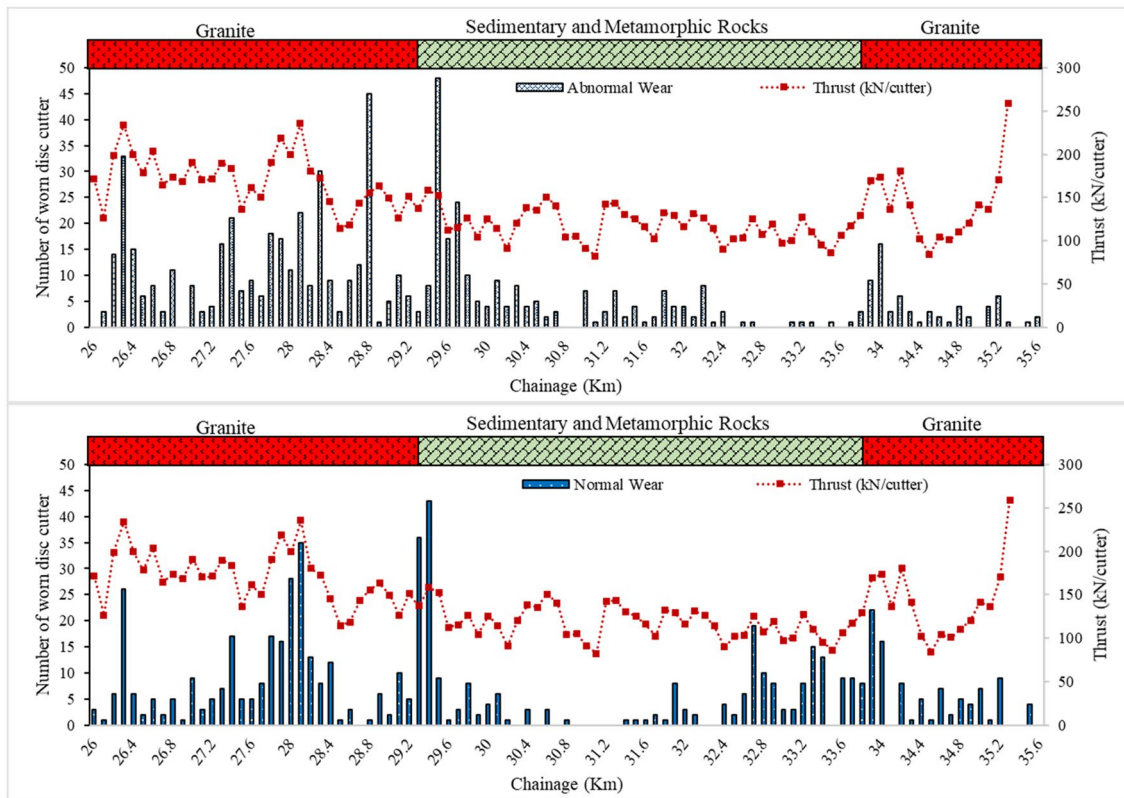 Granite Sedimentary and Metamorphic Rocks Granite
50 300
Abnormal Wear Thrust (kN/cutter)
45
40 250
35
30 200
25 150
20
15 100
10
5 50
0 0
Number of worn disc cutter
Thrust (kN/cutter)
26 26.4 26.8 27.2 27.6 28 28.4 28.8 29.2 29.6 30 30.4 30.8 31.2 31.6 32 32.4 32.8 33.2 33.6 34 34.4 34.8 35.2 35.6
Chainage (Km)
Granite Sedimentary and Metamorphic Rocks Granite
50 300
Normal Wear Thrust (kN/cutter)
45
40 250
35
30 200
25 150
20
15 100
10
5 50
0 0
Number of worn disc cutter
Thrust (kN/cutter)
26 26.4 26.8 27.2 27.6 28 28.4 28.8 29.2 29.6 30 30.4 30.8 31.2 31.6 32 32.4 32.8 33.2 33.6 34 34.4 34.8 35.2 35.6
Chainage (Km)